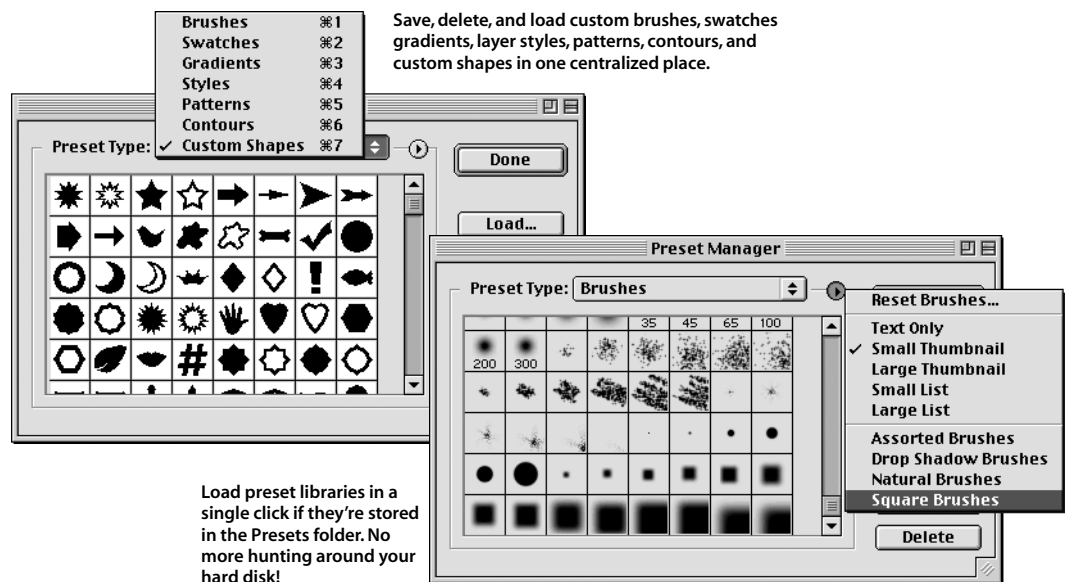 Brushes ⌘1
Swatches ⌘2
Gradients ⌘3
Styles ⌘4
Patterns ⌘5
Contours ⌘6
✓ Custom Shapes ⌘7
Save, delete, and load custom brushes, swatches
gradients, layer styles, patterns, contours, and
custom shapes in one centralized place.
Preset Type:
Done
Load...
Preset Manager
Preset Type: Brushes
35 45 65 100
200 300
Reset Brushes...
Text Only
✓ Small Thumbnail
Large Thumbnail
Small List
Large List
Assorted Brushes
Drop Shadow Brushes
Natural Brushes
Square Brushes
Delete
Load preset libraries in a
single click if they're stored
in the Presets folder. No
more hunting around your
hard disk!